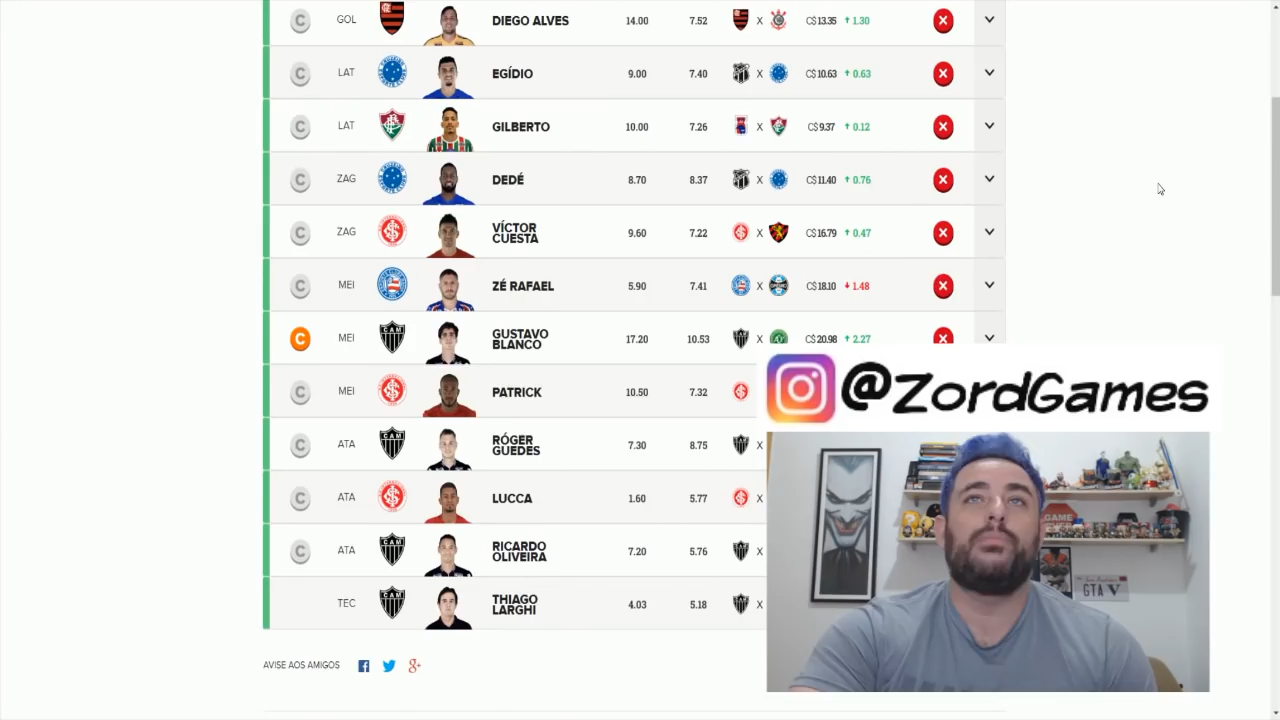 C GOL DIEGO ALVES 14.00 7.52 X C$ 13.35 1.30
C LAT EGÍDIO 9.00 7.40 X C$ 10.63 0.63
C LAT GILBERTO 10.00 7.26 X C$ 9.37 0.12
C ZAG DEDÉ 8.70 8.37 X C$ 11.40 0.76
C ZAG VÍCTOR CUESTA 9.60 7.22 X C$ 16.79 0.47
C MEI ZÉ RAFAEL 5.90 7.41 X C$ 18.10 1.48
C MEI CAM GUSTAVO BLANCO 17.20 10.53 X C$ 20.98 2.27
C MEI PATRICK 10.50 7.32
@ZordGames
C ATA CAM RÓGER GUEDES 7.30 8.75 X
C ATA LUCCA 1.60 5.77 X
C ATA CAM RICARDO OLIVEIRA 7.20 5.76 X
TEC CAM THIAGO LARGHI 4.03 5.18 X
GAME
GTA V
AVISE AOS AMIGOS